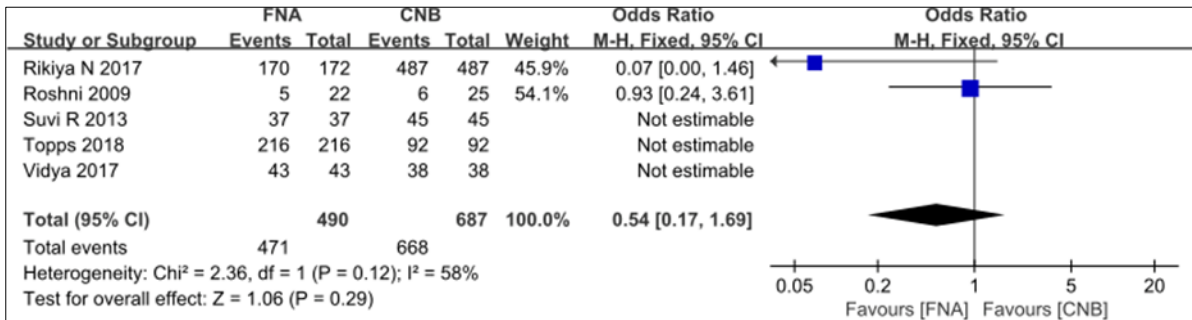 FNA CNB Odds Ratio Odds Ratio
Study or Subgroup Events Total Events Total Weight M-H, Fixed, 95% CI M-H, Fixed, 95% CI
Rikiya N 2017 170 172 487 487 45.9% 0.07 [0.00, 1.46]
Roshni 2009 5 22 6 25 54.1% 0.93 [0.24, 3.61]
Suvi R 2013 37 37 45 45 Not estimable
Topps 2018 216 216 92 92 Not estimable
Vidya 2017 43 43 38 38 Not estimable
Total (95% CI) 490 687 100.0% 0.54 [0.17, 1.69]
Total events 471 668
Heterogeneity: Chi² = 2.36, df = 1 (P = 0.12); I² = 58%
Test for overall effect: Z = 1.06 (P = 0.29)
0.05 0.2 1 5 20
Favours [FNA] Favours [CNB]